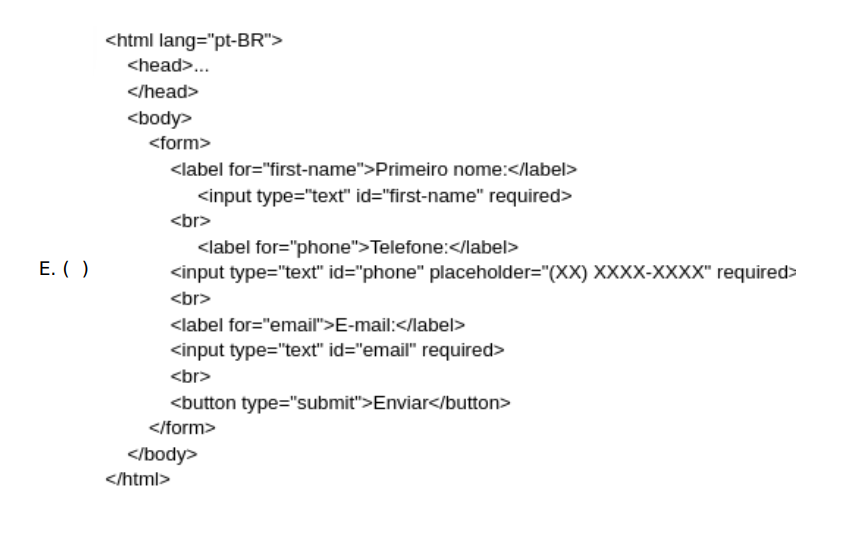 <html lang="pt-BR">
<head>...
</head>
<body>
<form>
<label for="first-name">Primeiro nome:</label>
<input type="text" id="first-name" required>
<br>
<label for="phone">Telefone:</label>
E. ( ) <input type="text" id="phone" placeholder="(XX) XXXX-XXXX" required>
<br>
<label for="email">E-mail:</label>
<input type="text" id="email" required>
<br>
<button type="submit">Enviar</button>
</form>
</body>
</html>